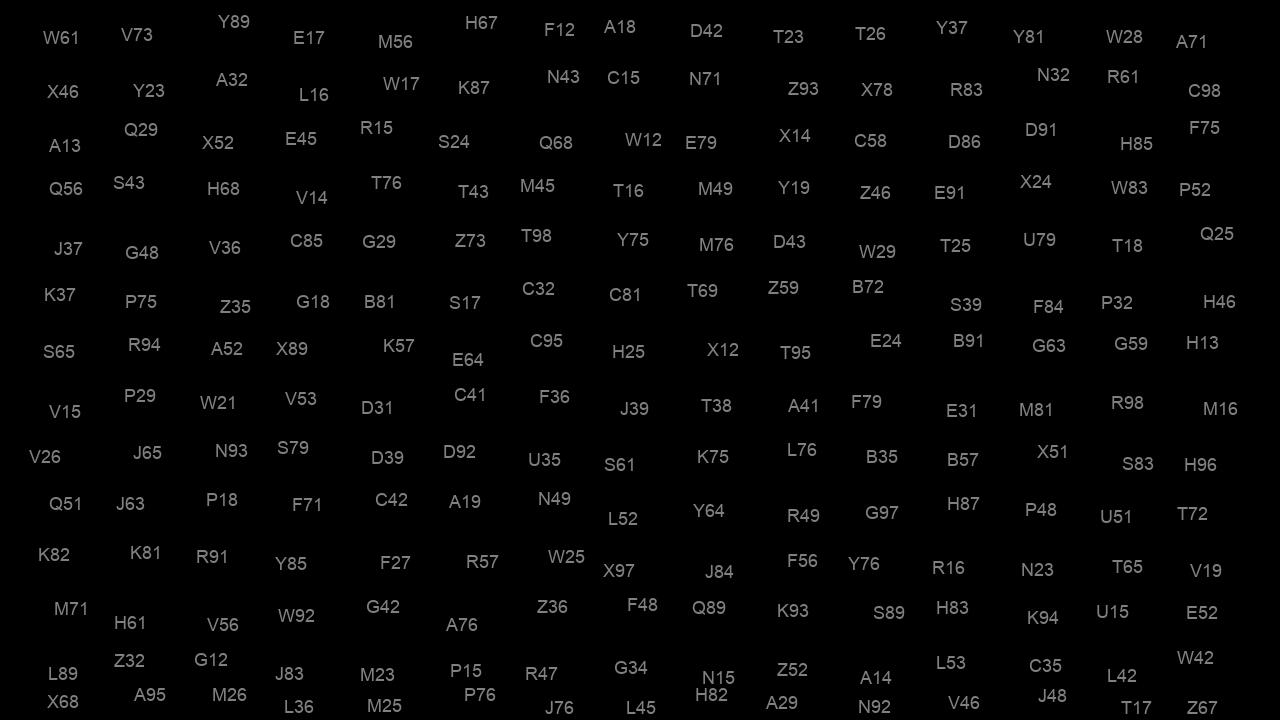 W61 V73 Y89 E17 M56 H67 F12 A18 D42 T23 T26 Y37 Y81 W28 A71
X46 Y23 A32 L16 W17 K87 N43 C15 N71 Z93 X78 R83 N32 R61 C98
A13 Q29 X52 E45 R15 S24 Q68 W12 E79 X14 C58 D86 D91 H85 F75
Q56 S43 H68 V14 T76 T43 M45 T16 M49 Y19 Z46 E91 X24 W83 P52
J37 G48 V36 C85 G29 Z73 T98 Y75 M76 D43 W29 T25 U79 T18 Q25
K37 P75 Z35 G18 B81 S17 C32 C81 T69 Z59 B72 S39 F84 P32 H46
S65 R94 A52 X89 K57 E64 C95 H25 X12 T95 E24 B91 G63 G59 H13
V15 P29 W21 V53 D31 C41 F36 J39 T38 A41 F79 E31 M81 R98 M16
V26 J65 N93 S79 D39 D92 U35 S61 K75 L76 B35 B57 X51 S83 H96
Q51 J63 P18 F71 C42 A19 N49 L52 Y64 R49 G97 H87 P48 U51 T72
K82 K81 R91 Y85 F27 R57 W25 X97 J84 F56 Y76 R16 N23 T65 V19
M71 H61 V56 W92 G42 A76 Z36 F48 Q89 K93 S89 H83 K94 U15 E52
L89 Z32 G12 J83 M23 P15 R47 G34 N15 Z52 A14 L53 C35 L42 W42
X68 A95 M26 L36 M25 P76 J76 L45 H82 A29 N92 V46 J48 T17 Z67